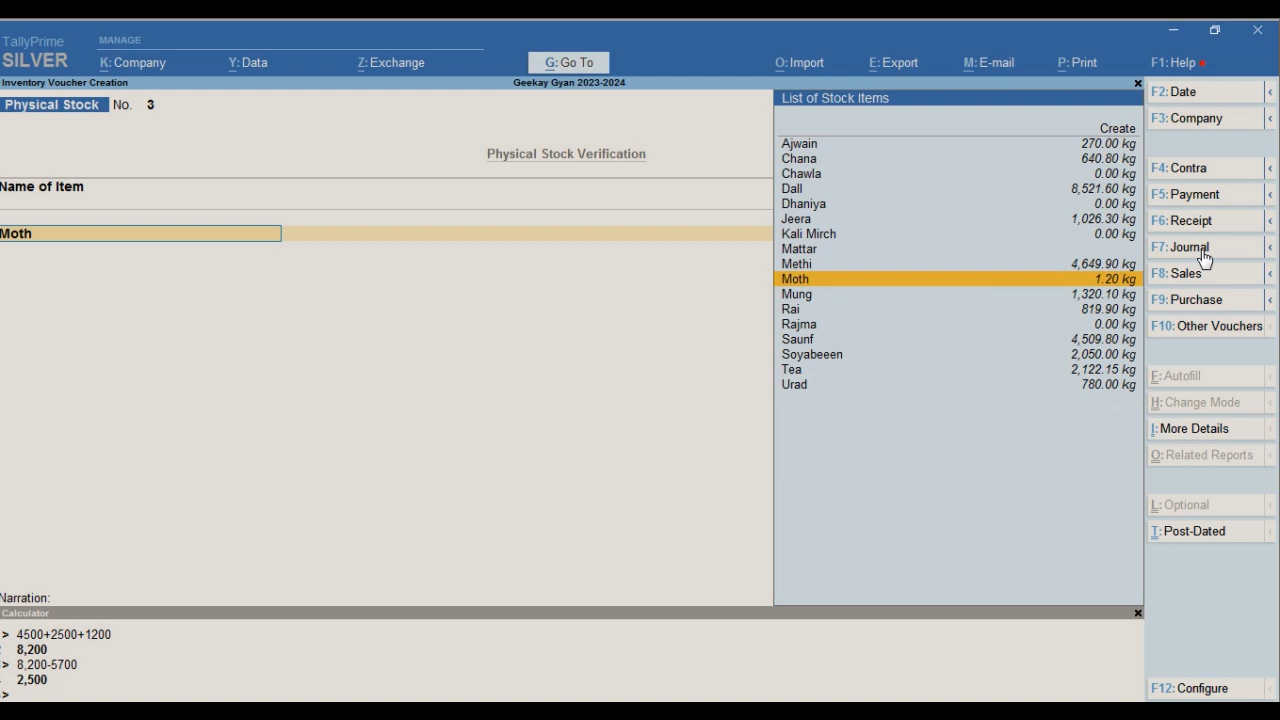 TallyPrime
MANAGE
SILVER
K: Company
Y: Data
Z: Exchange
G: Go To
O: Import
E: Export
M: E-mail
P: Print
F1: Help
Inventory Voucher Creation
Geekay Gyan 2023-2024
Physical Stock No. 3
Physical Stock Verification
Name of Item
Moth
Narration:
List of Stock Items
Create
Ajwain 270.00 kg
Chana 640.80 kg
Chawla 0.00 kg
Dall 8,521.60 kg
Dhaniya 0.00 kg
Jeera 1,026.30 kg
Kali Mirch 0.00 kg
Mattar
Methi 4,649.90 kg
Moth 1.20 kg
Mung 1,320.10 kg
Rai 819.90 kg
Rajma 0.00 kg
Saunf 4,509.80 kg
Soyabeeen 2,050.00 kg
Tea 2,122.15 kg
Urad 780.00 kg
F2: Date
F3: Company
F4: Contra
F5: Payment
F6: Receipt
F7: Journal
F8: Sales
F9: Purchase
F10: Other Vouchers
F: Autofill
H: Change Mode
I: More Details
O: Related Reports
L: Optional
T: Post-Dated
F12: Configure
Calculator
> 4500+2500+1200
8,200
> 8,200-5700
2,500
>